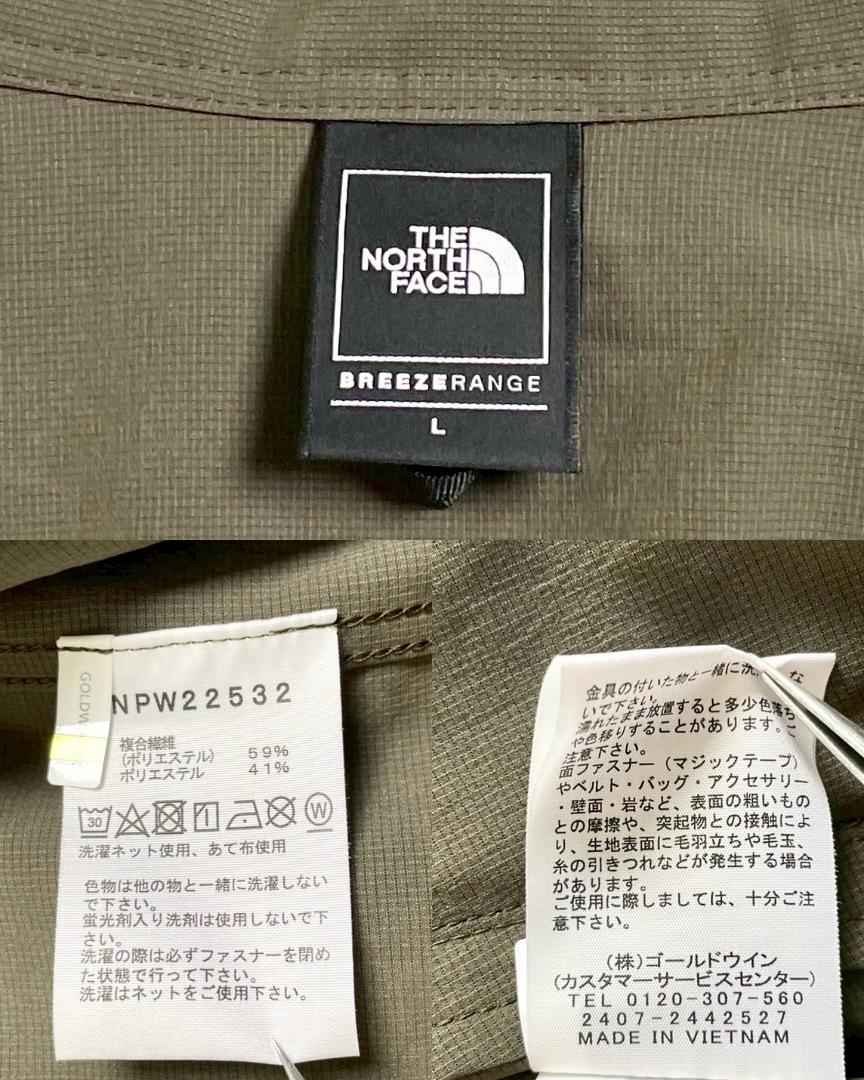 THE
NORTH
FACE
BREEZERANGE
L
NPW22532
複合繊維
(ポリエステル) 59%
ポリエステル 41%
30
W
洗濯ネット使用、あて布使用
色物は他の物と一緒に洗濯しない
で下さい。
蛍光剤入り洗剤は使用しないで下
さい。
洗濯の際は必ずファスナーを閉め
た状態で行って下さい。
洗濯はネットをご使用下さい。
金具の付いた物と一緒に洗 な
いで下さい。
濡れたまま放置すると多少色落ち
や色移りすることがあります。ご
注意下さい。
面ファスナー(マジックテープ)
やベルト・バッグ・アクセサリー
・壁面・岩など、表面の粗いもの
との摩擦や、突起物との接触によ
り、生地表面に毛羽立ちや毛玉、
糸の引きつれなどが発生する場合
があります。
ご使用に際しましては、十分ご注
意下さい。
(株)ゴールドウイン
(カスタマーサービスセンター)
TEL 0120-307-560
2407-2442527
MADE IN VIETNAM